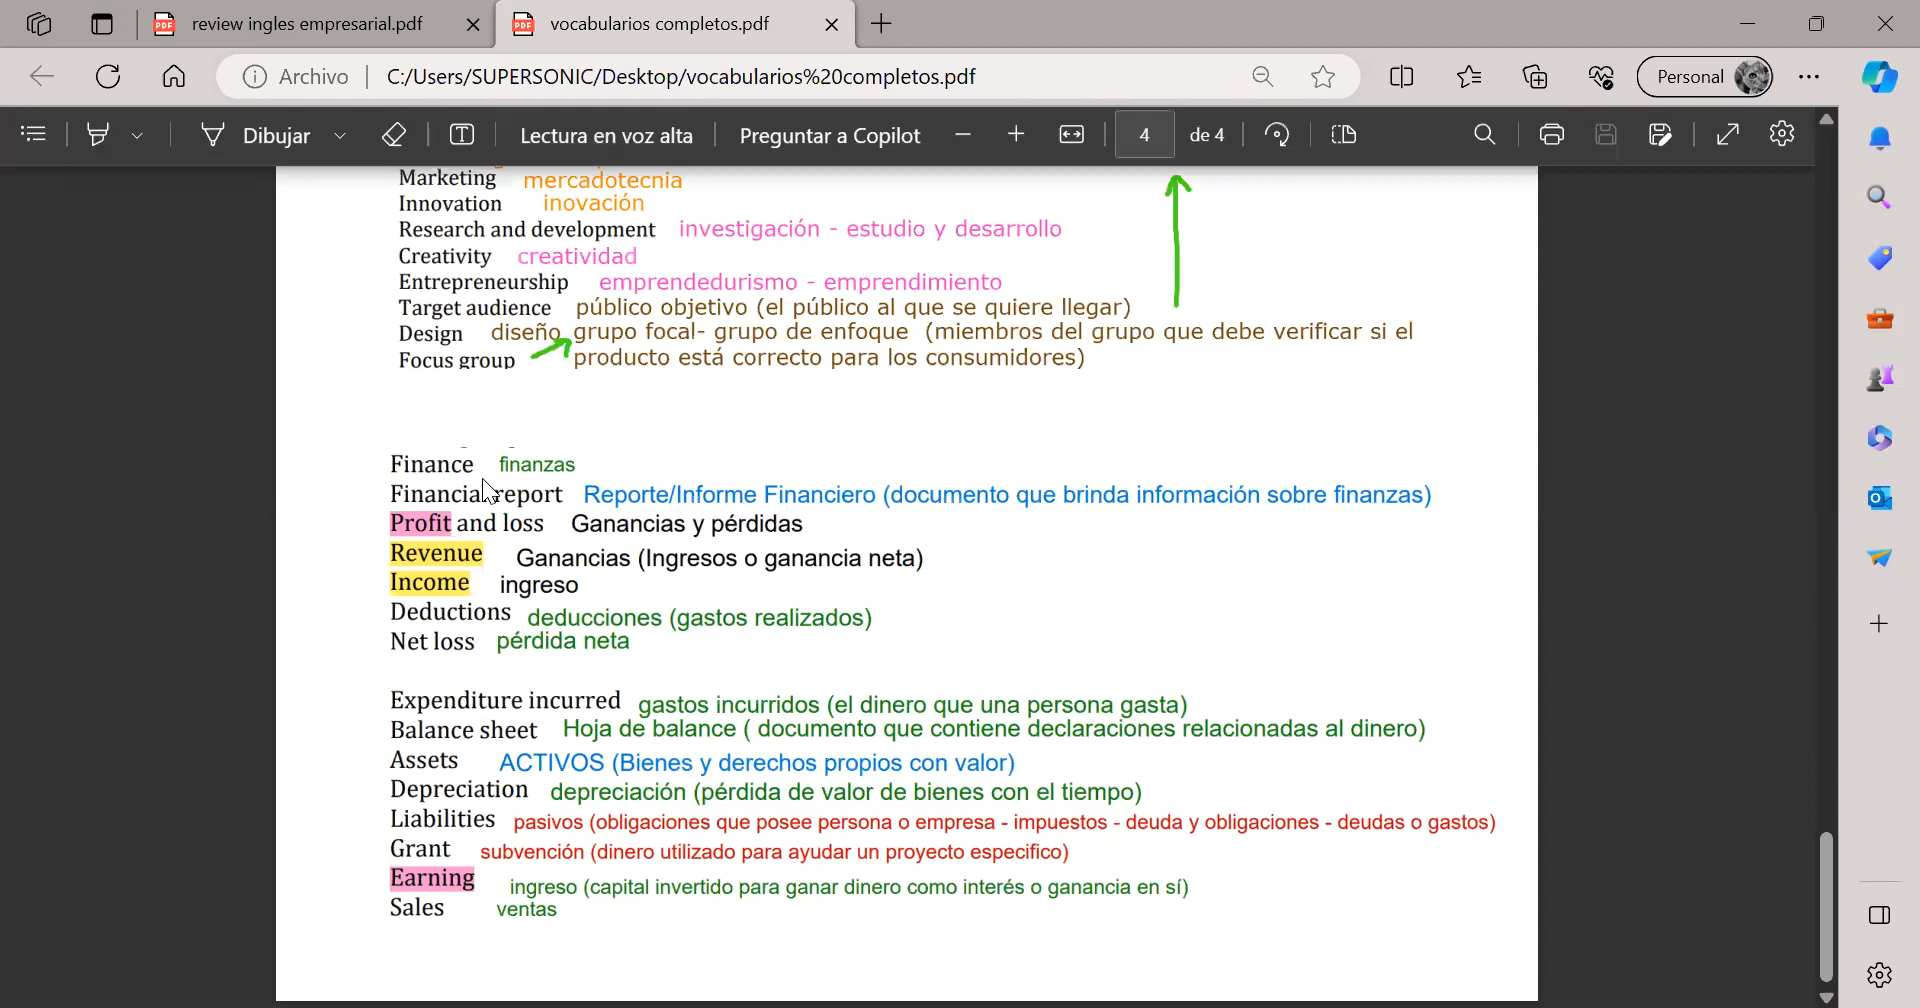 review ingles empresarial.pdf
vocabularios completos.pdf
Archivo
C:/Users/SUPERSONIC/Desktop/vocabularios%20completos.pdf
Personal
Dibujar
Lectura en voz alta
Preguntar a Copilot
4
de 4
Marketing mercadotecnia
Innovation inovación
Research and development investigación - estudio y desarrollo
Creativity creatividad
Entrepreneurship emprendedurismo - emprendimiento
Target audience público objetivo (el público al que se quiere llegar)
Design diseño
grupo focal- grupo de enfoque (miembros del grupo que debe verificar si el
Focus group producto está correcto para los consumidores)
Finance finanzas
Financial report Reporte/Informe Financiero (documento que brinda información sobre finanzas)
Profit and loss Ganancias y pérdidas
Revenue Ganancias (Ingresos o ganancia neta)
Income ingreso
Deductions deducciones (gastos realizados)
Net loss pérdida neta
Expenditure incurred gastos incurridos (el dinero que una persona gasta)
Balance sheet Hoja de balance ( documento que contiene declaraciones relacionadas al dinero)
Assets ACTIVOS (Bienes y derechos propios con valor)
Depreciation depreciación (pérdida de valor de bienes con el tiempo)
Liabilities pasivos (obligaciones que posee persona o empresa - impuestos - deuda y obligaciones - deudas o gastos)
Grant subvención (dinero utilizado para ayudar un proyecto especifico)
Earning ingreso (capital invertido para ganar dinero como interés o ganancia en sí)
Sales ventas